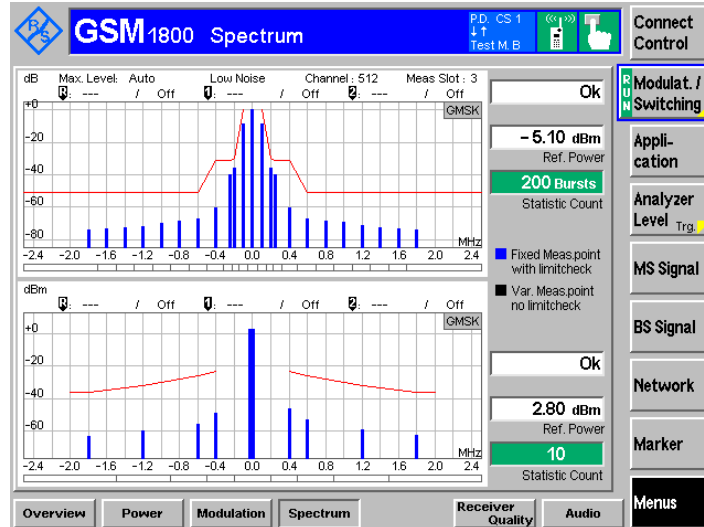 R&S
GSM 1800 Spectrum
P.D. CS 1
↓↑
Test M. B
Connect Control
dB Max. Level: Auto Low Noise Channel : 512 Meas Slot : 3
R: --- / Off 1: --- / Off 2: --- / Off
GMSK
+0
-20
-40
-60
-80
MHz
-2.4 -2.0 -1.6 -1.2 -0.8 -0.4 0.0 0.4 0.8 1.2 1.6 2.0 2.4
Ok
-5.10 dBm
Ref. Power
200 Bursts
Statistic Count
Fixed Meas.point
with limitcheck
Var. Meas.point
no limitcheck
dBm
R: --- / Off 1: --- / Off 2: --- / Off
GMSK
+0
-20
-40
-60
MHz
-2.4 -2.0 -1.6 -1.2 -0.8 -0.4 0.0 0.4 0.8 1.2 1.6 2.0 2.4
Ok
2.80 dBm
Ref. Power
10
Statistic Count
RUN
Modulat. /
Switching
Appli-
cation
Analyzer
Level Trg.
MS Signal
BS Signal
Network
Marker
Menus
Overview Power Modulation Spectrum Receiver Quality Audio